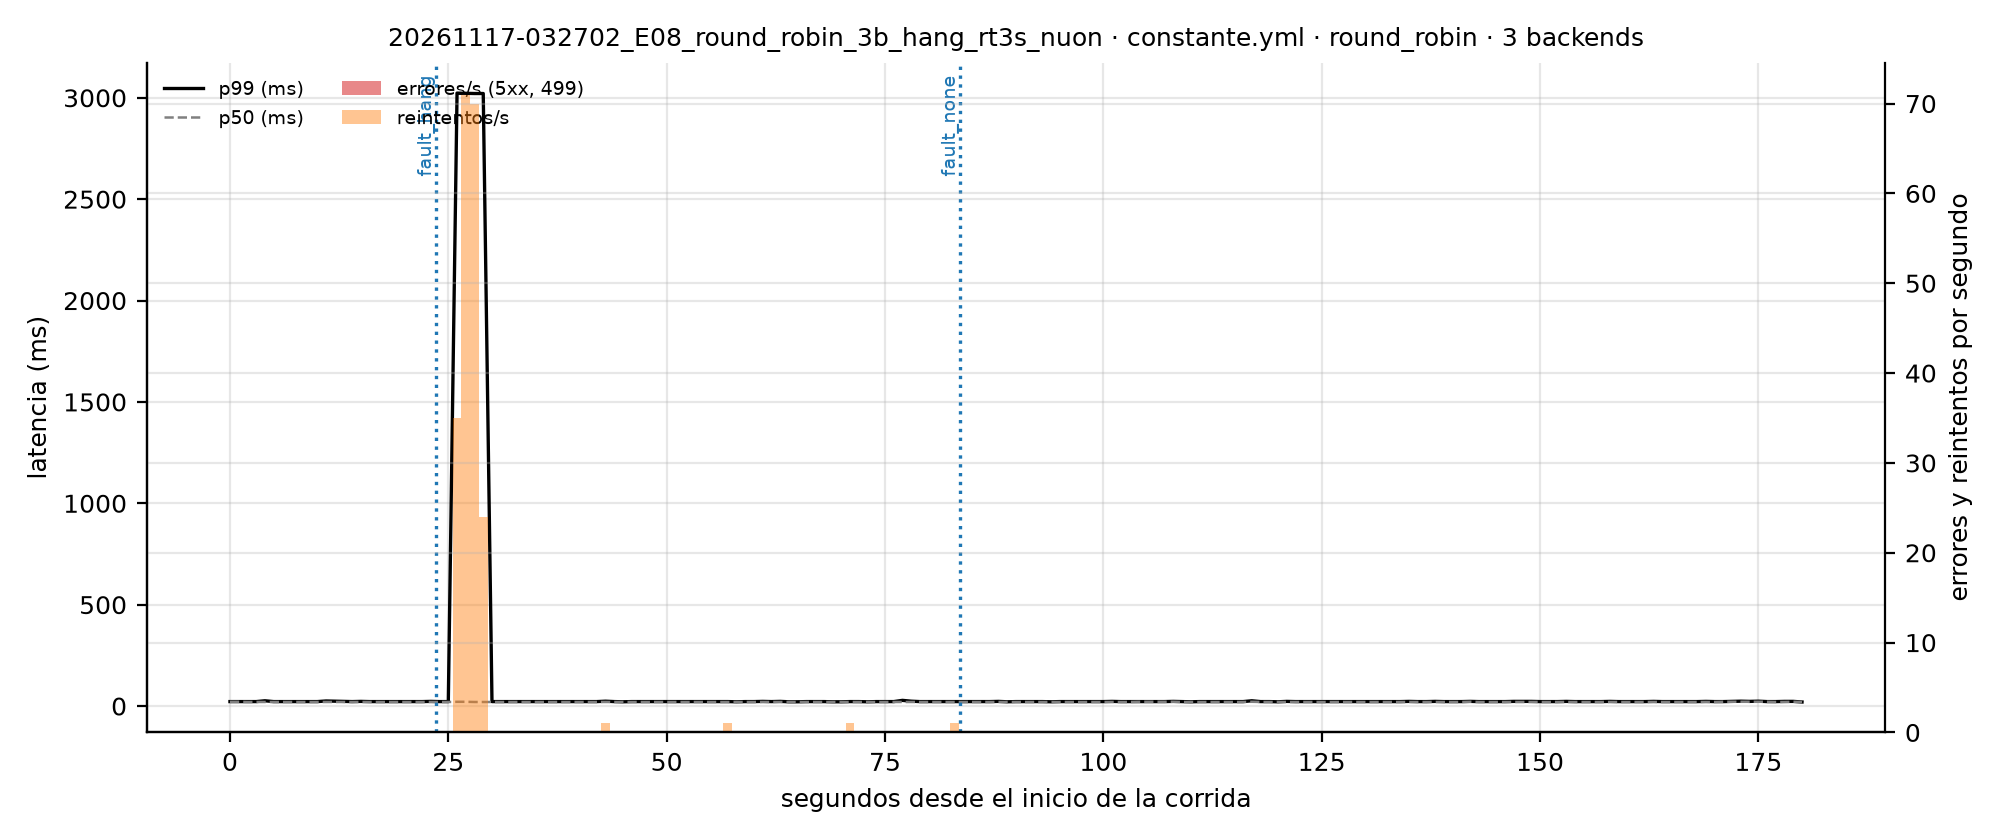 20261117-032702_E08_round_robin_3b_hang_rt3s_nuon · constante.yml · round_robin · 3 backends
p99 (ms)
p50 (ms)
errores/s (5xx, 499)
reintentos/s
fault_hang
fault_none
latencia (ms)
3000
2500
2000
1500
1000
500
0
errores y reintentos por segundo
70
60
50
40
30
20
10
0
0 25 50 75 100 125 150 175
segundos desde el inicio de la corrida